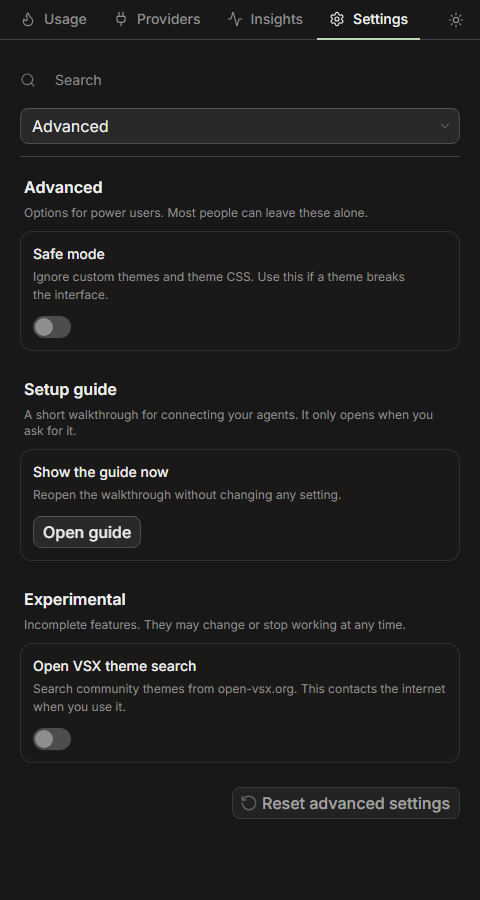 Usage
Providers
Insights
Settings
Search
Advanced
Advanced
Options for power users. Most people can leave these alone.
Safe mode
Ignore custom themes and theme CSS. Use this if a theme breaks
the interface.
Setup guide
A short walkthrough for connecting your agents. It only opens when you
ask for it.
Show the guide now
Reopen the walkthrough without changing any setting.
Open guide
Experimental
Incomplete features. They may change or stop working at any time.
Open VSX theme search
Search community themes from open-vsx.org. This contacts the internet
when you use it.
Reset advanced settings